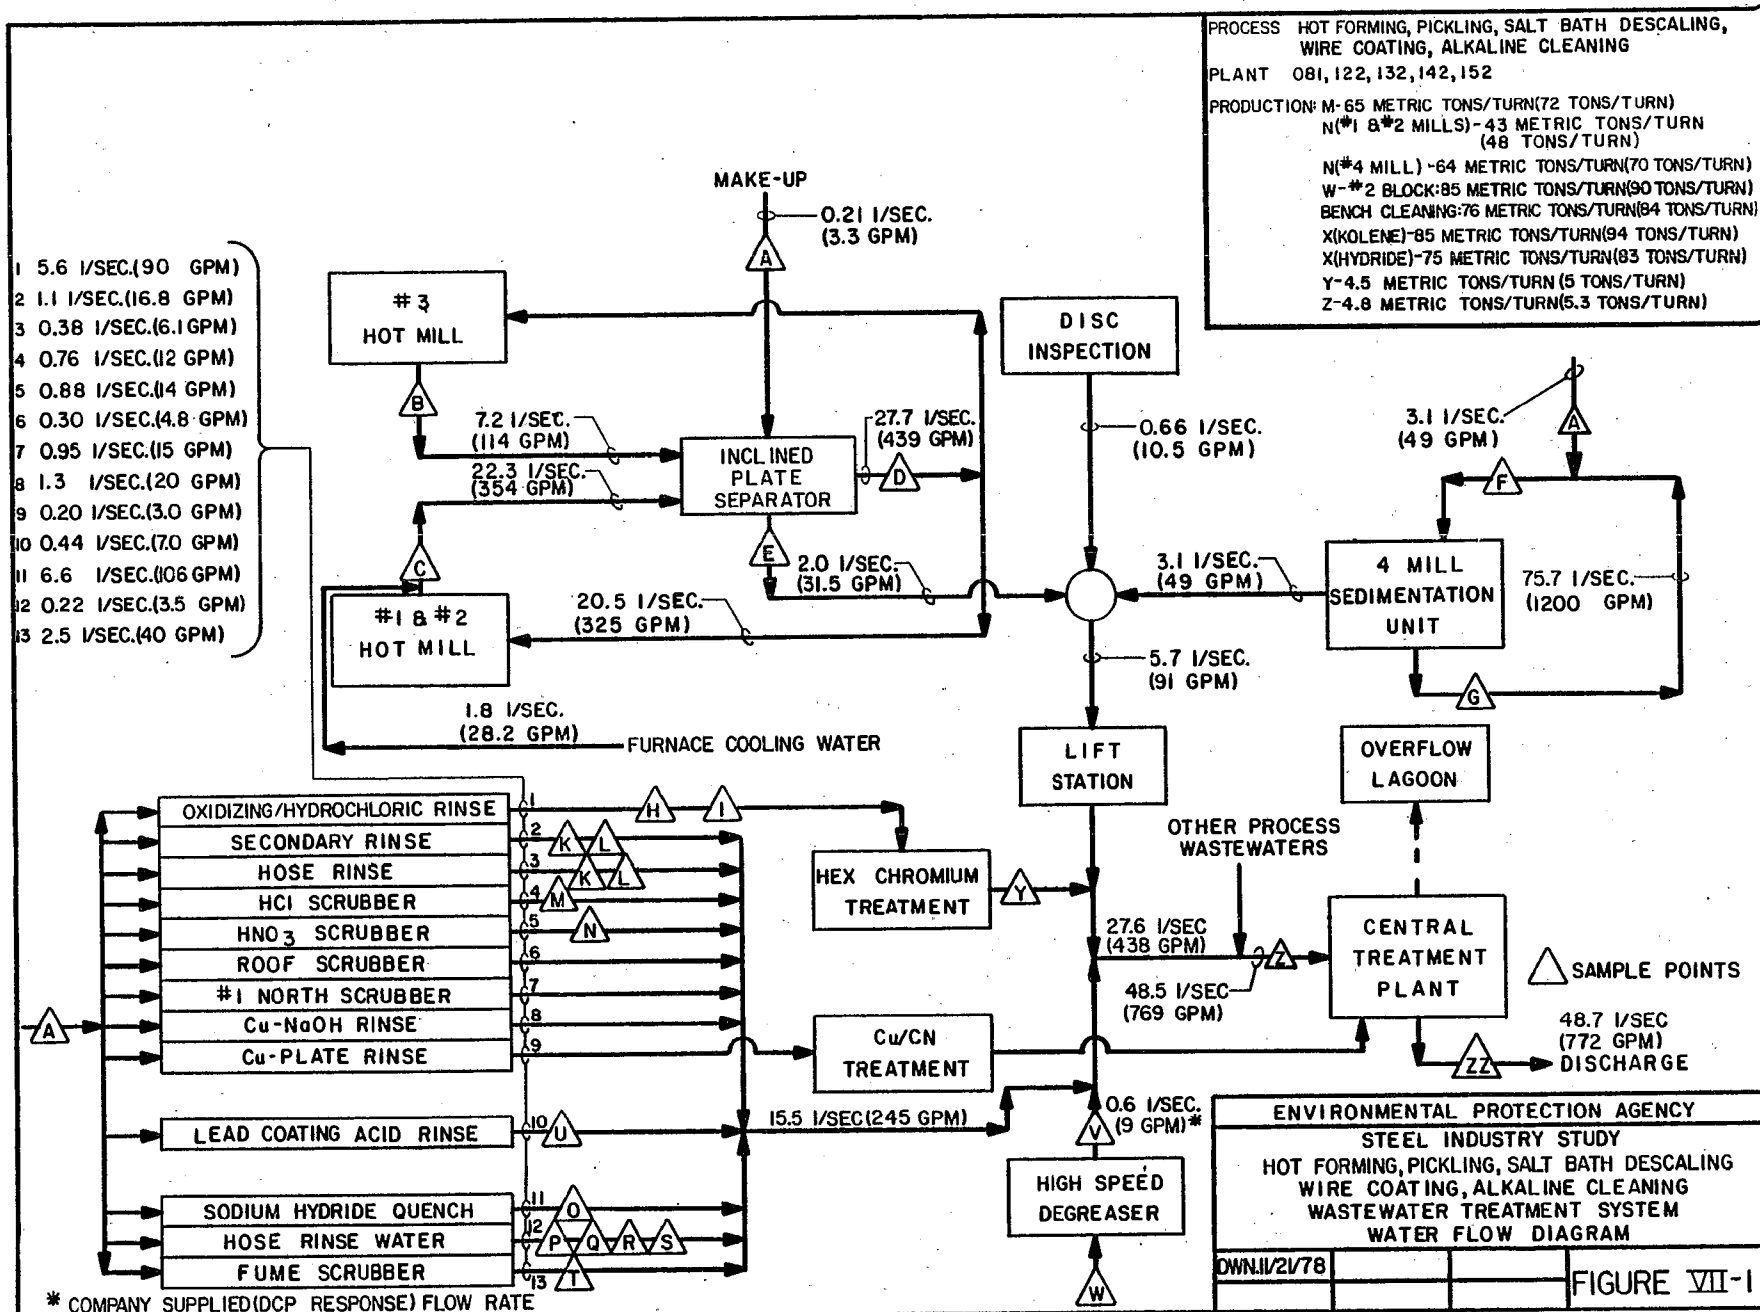 PROCESS HOT FORMING, PICKLING, SALT BATH DESCALING,
WIRE COATING, ALKALINE CLEANING
PLANT 081, 122, 132, 142, 152
PRODUCTION: M-65 METRIC TONS/TURN(72 TONS/TURN)
N(#1 &#2 MILLS)-43 METRIC TONS/TURN
(48 TONS/TURN)
N(#4 MILL)-64 METRIC TONS/TURN(70 TONS/TURN)
W-#2 BLOCK:85 METRIC TONS/TURN(90 TONS/TURN)
BENCH CLEANING:76 METRIC TONS/TURN(84 TONS/TURN)
X(KOLENE)-85 METRIC TONS/TURN(94 TONS/TURN)
X(HYDRIDE)-75 METRIC TONS/TURN(83 TONS/TURN)
Y-4.5 METRIC TONS/TURN (5 TONS/TURN)
Z-4.8 METRIC TONS/TURN(5.3 TONS/TURN)
MAKE-UP
0.21 l/SEC.
(3.3 GPM)
A
1 5.6 l/SEC.(90 GPM)
2 1.1 l/SEC.(16.8 GPM)
3 0.38 l/SEC.(6.1 GPM)
4 0.76 l/SEC.(12 GPM)
5 0.88 l/SEC.(14 GPM)
6 0.30 l/SEC.(4.8 GPM)
7 0.95 l/SEC.(15 GPM)
8 1.3 l/SEC.(20 GPM)
9 0.20 l/SEC.(3.0 GPM)
10 0.44 l/SEC.(7.0 GPM)
11 6.6 l/SEC.(106 GPM)
12 0.22 l/SEC.(3.5 GPM)
13 2.5 l/SEC.(40 GPM)
#3
HOT MILL
B
7.2 l/SEC.
(114 GPM)
22.3 l/SEC.
(354 GPM)
C
INCLINED
PLATE
SEPARATOR
27.7 l/SEC.
(439 GPM)
D
E
2.0 l/SEC.
(31.5 GPM)
#1 & #2
HOT MILL
20.5 l/SEC.
(325 GPM)
1.8 l/SEC.
(28.2 GPM)
FURNACE COOLING WATER
DISC
INSPECTION
0.66 l/SEC.
(10.5 GPM)
3.1 l/SEC.
(49 GPM)
A
F
3.1 l/SEC.
(49 GPM)
4 MILL
SEDIMENTATION
UNIT
75.7 l/SEC.
(1200 GPM)
G
5.7 l/SEC.
(91 GPM)
LIFT
STATION
OVERFLOW
LAGOON
OXIDIZING/HYDROCHLORIC RINSE 1 H I
SECONDARY RINSE 2 K L
HOSE RINSE 3 K L
HCl SCRUBBER 4 M
HNO3 SCRUBBER 5 N
ROOF SCRUBBER 6
#1 NORTH SCRUBBER 7
Cu-NaOH RINSE 8
Cu-PLATE RINSE 9
A
LEAD COATING ACID RINSE 10 U
SODIUM HYDRIDE QUENCH 11 O
HOSE RINSE WATER 12 P Q R S
FUME SCRUBBER 13 T
HEX CHROMIUM
TREATMENT
Y
OTHER PROCESS
WASTEWATERS
27.6 l/SEC
(438 GPM)
Z
48.5 l/SEC
(769 GPM)
CENTRAL
TREATMENT
PLANT
SAMPLE POINTS
Cu/CN
TREATMENT
48.7 l/SEC
(772 GPM)
DISCHARGE
ZZ
15.5 l/SEC(245 GPM)
0.6 l/SEC.
(9 GPM)*
V
HIGH SPEED
DEGREASER
W
ENVIRONMENTAL PROTECTION AGENCY
STEEL INDUSTRY STUDY
HOT FORMING, PICKLING, SALT BATH DESCALING
WIRE COATING, ALKALINE CLEANING
WASTEWATER TREATMENT SYSTEM
WATER FLOW DIAGRAM
DWN.11/21/78
FIGURE VII-1
* COMPANY SUPPLIED(DCP RESPONSE) FLOW RATE